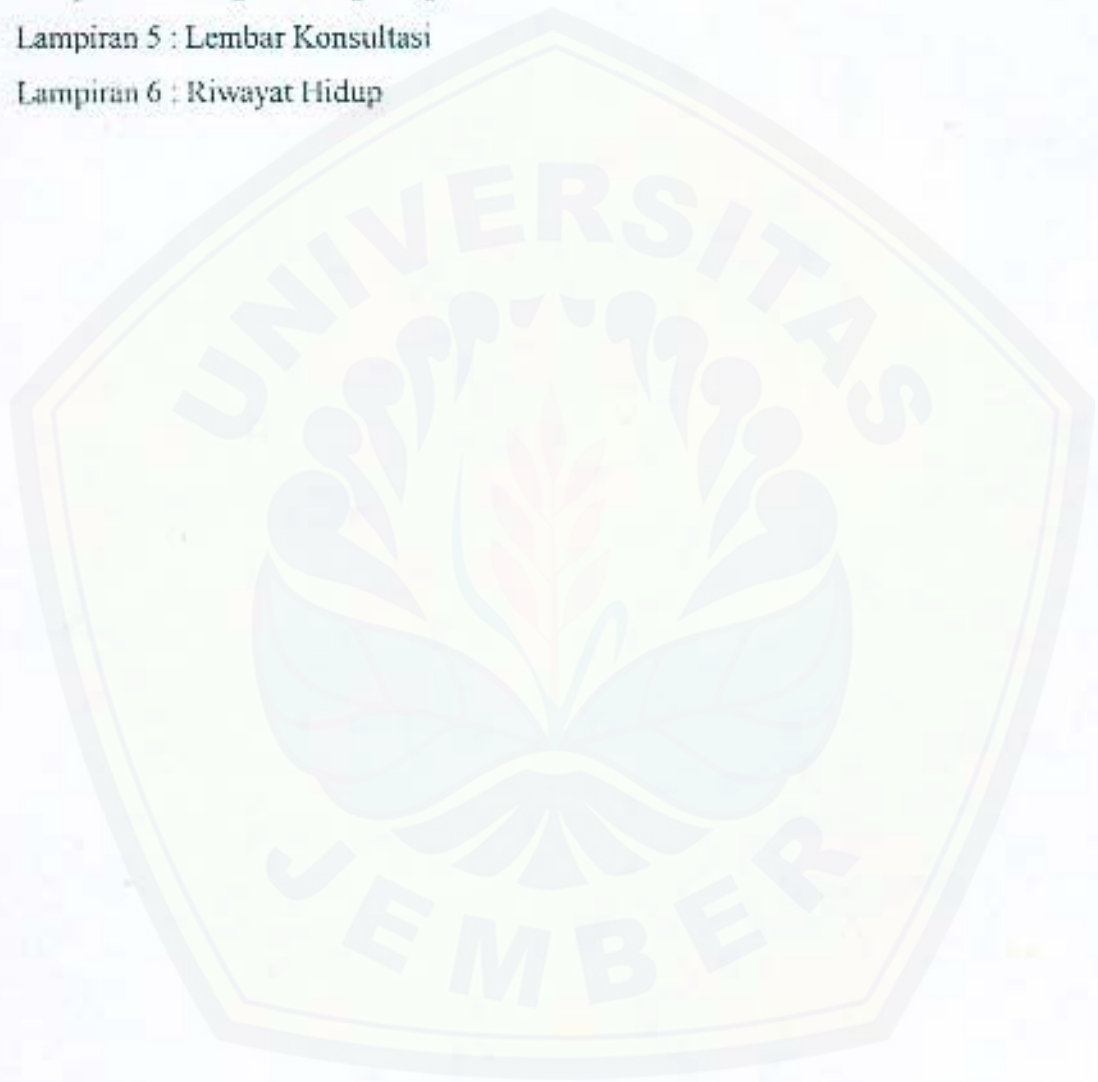 Lampiran 5 : Lembar Konsultasi
Lampiran 6 : Riwayat Hidup
UNIVERSITAS
JEMBER